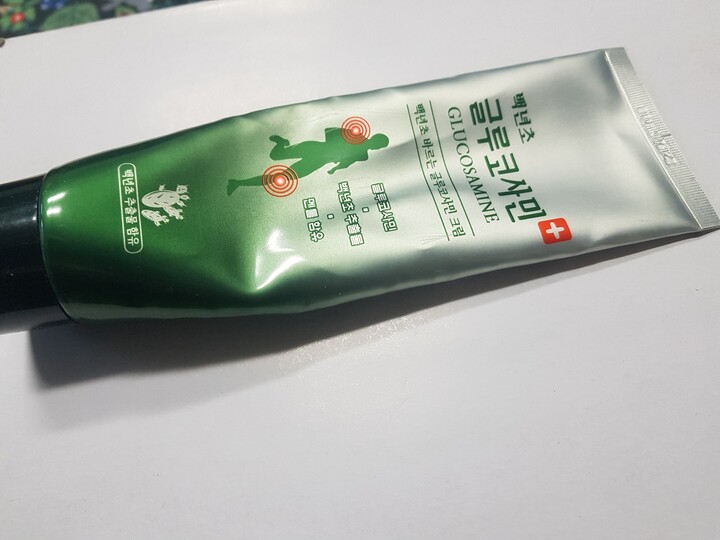 백년초
글루코사민
GLUCOSAMINE
백년초 바르는 글루코사민 크림
글루코사민
백년초 추출물
멘톨 함유
백년초 추출물 함유